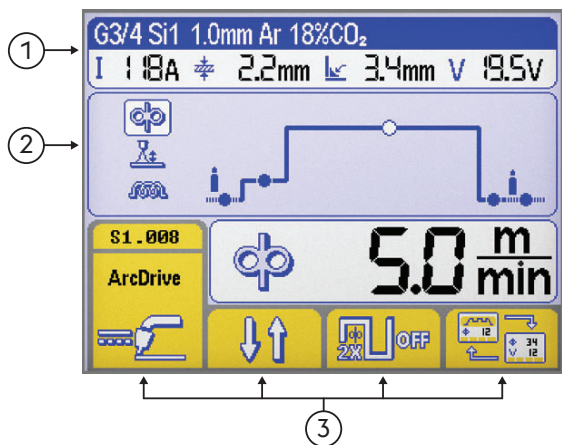 G3/4 Si1 1.0mm Ar 18%CO₂
1
I 118A 2.2mm 3.4mm V 19.5V
2
S1.008
5.0 m/min
ArcDrive
2X OFF
12
34
V 12
3